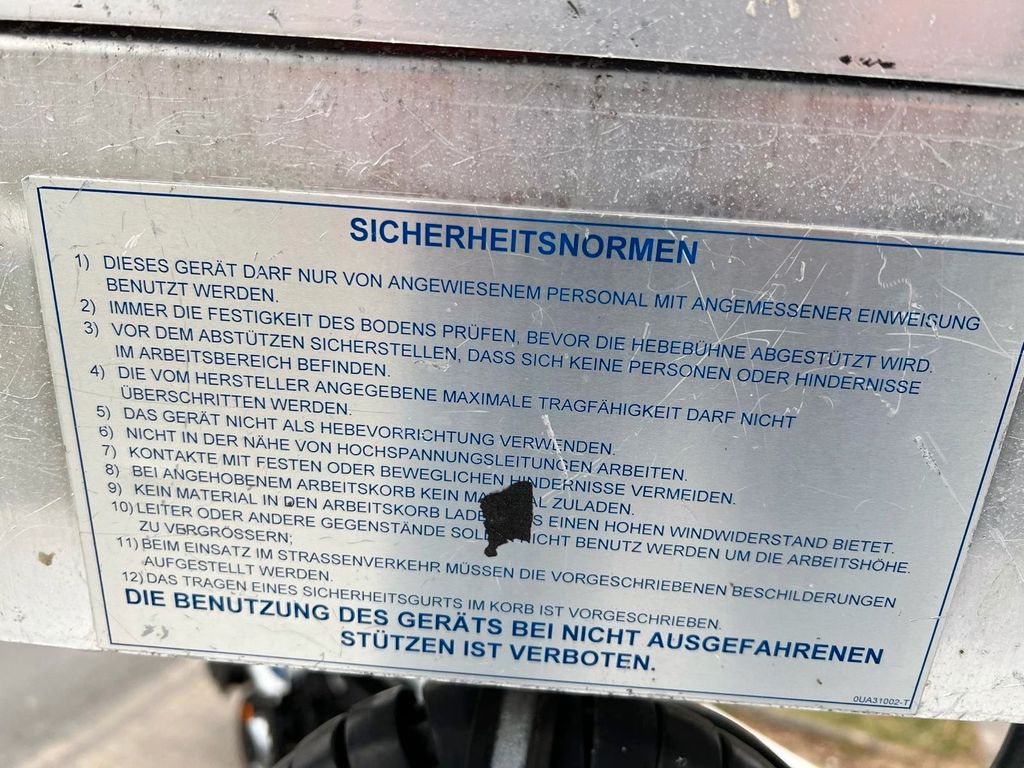 SICHERHEITSNORMEN
1) DIESES GERÄT DARF NUR VON ANGEWIESENEM PERSONAL MIT ANGEMESSENER EINWEISUNG
BENUTZT WERDEN.
2) IMMER DIE FESTIGKEIT DES BODENS PRÜFEN, BEVOR DIE HEBEBÜHNE ABGESTÜTZT WIRD.
3) VOR DEM ABSTÜTZEN SICHERSTELLEN, DASS SICH KEINE PERSONEN ODER HINDERNISSE
IM ARBEITSBEREICH BEFINDEN.
4) DIE VOM HERSTELLER ANGEGEBENE MAXIMALE TRAGFÄHIGKEIT DARF NICHT
ÜBERSCHRITTEN WERDEN.
5) DAS GERÄT NICHT ALS HEBEVORRICHTUNG VERWENDEN.
6) NICHT IN DER NÄHE VON HOCHSPANNUNGSLEITUNGEN ARBEITEN.
7) KONTAKTE MIT FESTEN ODER BEWEGLICHEN HINDERNISSE VERMEIDEN.
8) BEI ANGEHOBENEM ARBEITSKORB KEIN ZULADEN.
9) KEIN MATERIAL IN DEN ARBEITSKORB EINEN HOHEN WINDWIDERSTAND BIETET.
10) LEITER ODER ANDERE GEGENSTÄNDE NICHT BENUTZ WERDEN UM DIE ARBEITSHÖHE.
ZU VERGRÖSSERN;
11) BEIM EINSATZ IM STRASSENVERKEHR MÜSSEN DIE VORGESCHRIEBENEN BESCHILDERUNGEN
AUFGESTELLT WERDEN.
12) DAS TRAGEN EINES SICHERHEITSGURTS IM KORB IST VORGESCHRIEBEN.
DIE BENUTZUNG DES GERÄTS BEI NICHT AUSGEFAHRENEN
STÜTZEN IST VERBOTEN.
0UA31002-T